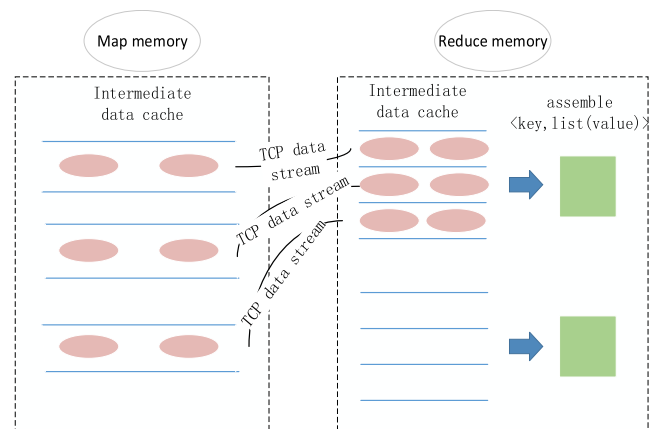 Map memory
Reduce memory
Intermediate
data cache
Intermediate
data cache
assemble
<key,list(value)>
TCP data
stream
TCP data stream
TCP data stream